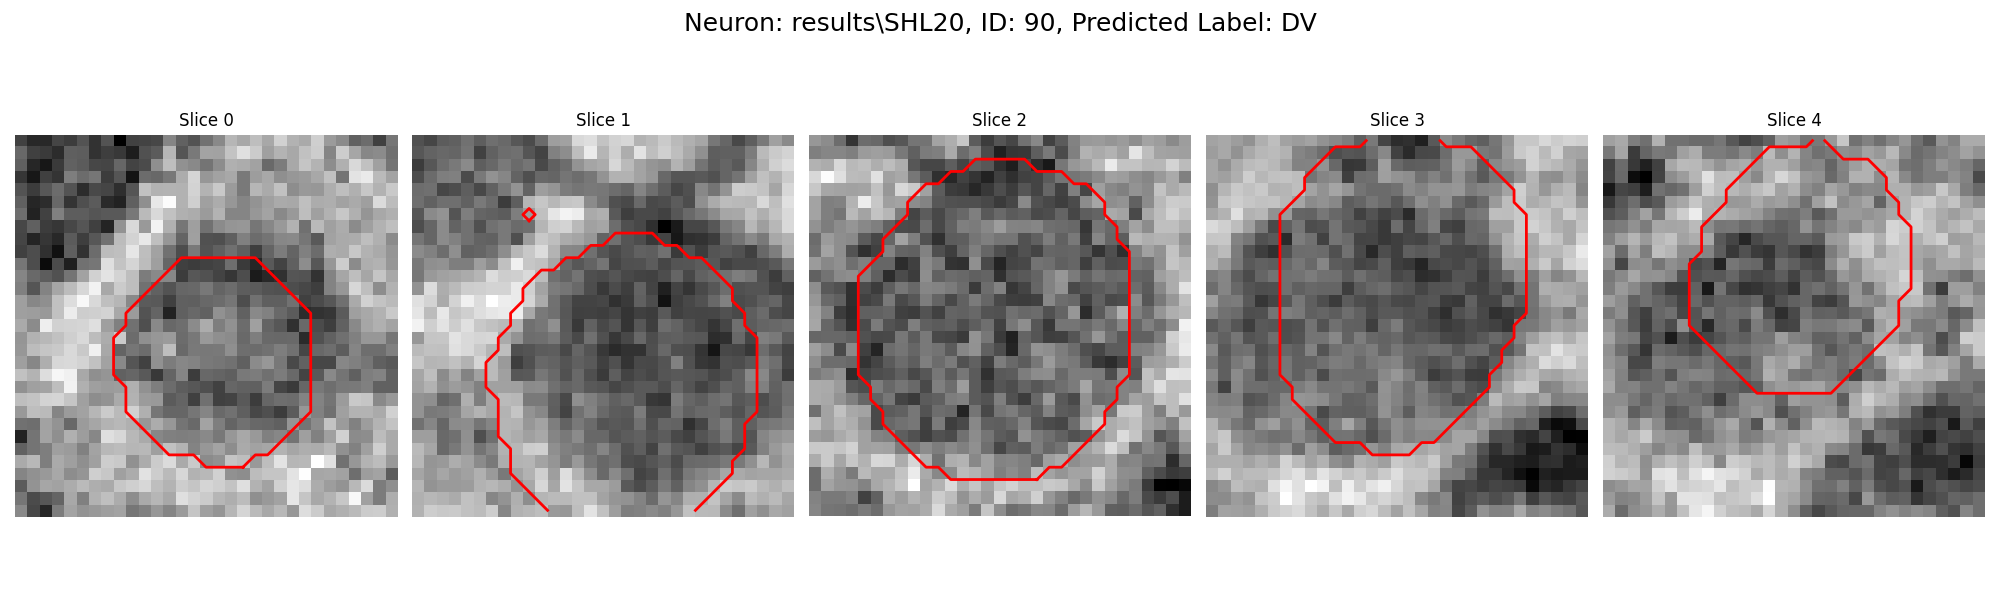 Neuron: results\SHL20, ID: 90, Predicted Label: DV
Slice 0
Slice 1
Slice 2
Slice 3
Slice 4